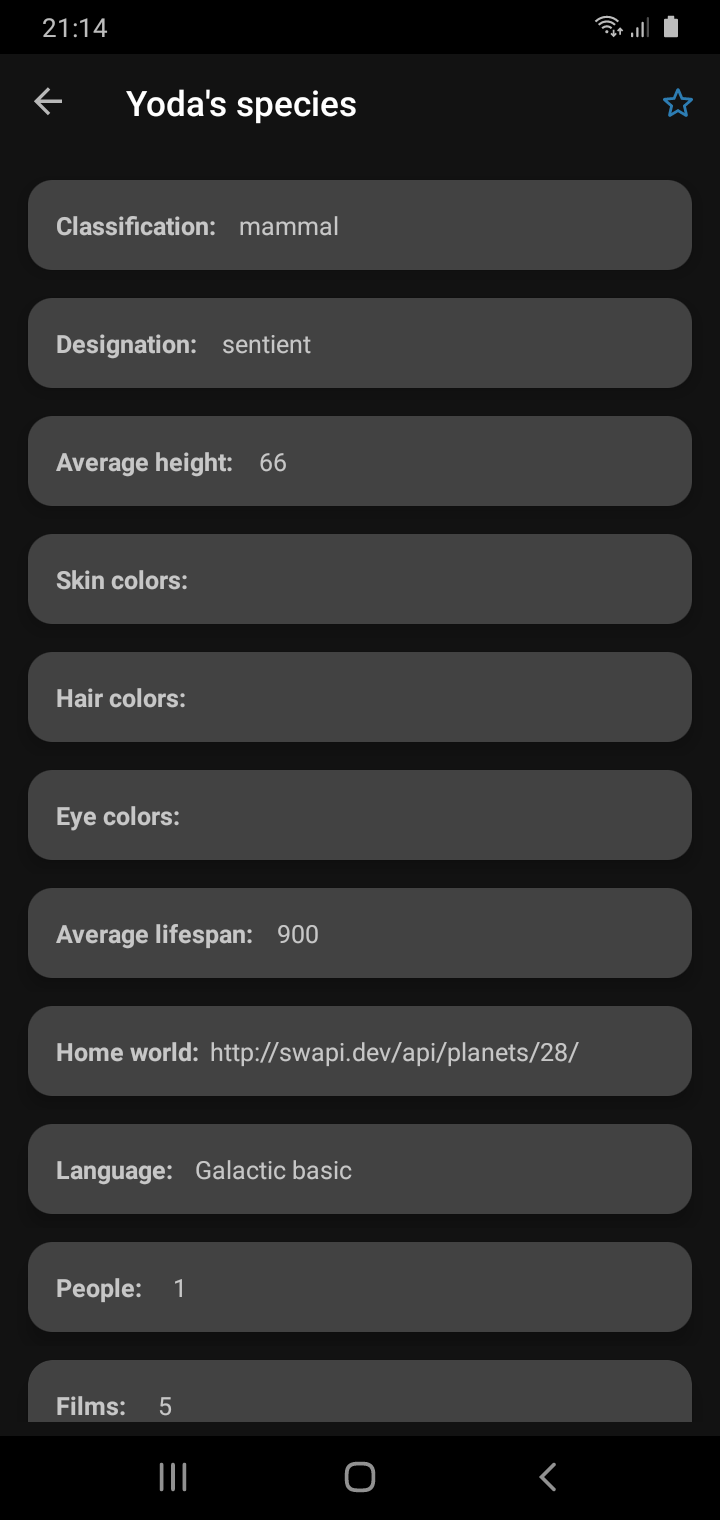 21:14
Yoda's species
Classification: mammal
Designation: sentient
Average height: 66
Skin colors:
Hair colors:
Eye colors:
Average lifespan: 900
Home world: http://swapi.dev/api/planets/28/
Language: Galactic basic
People: 1
Films: 5